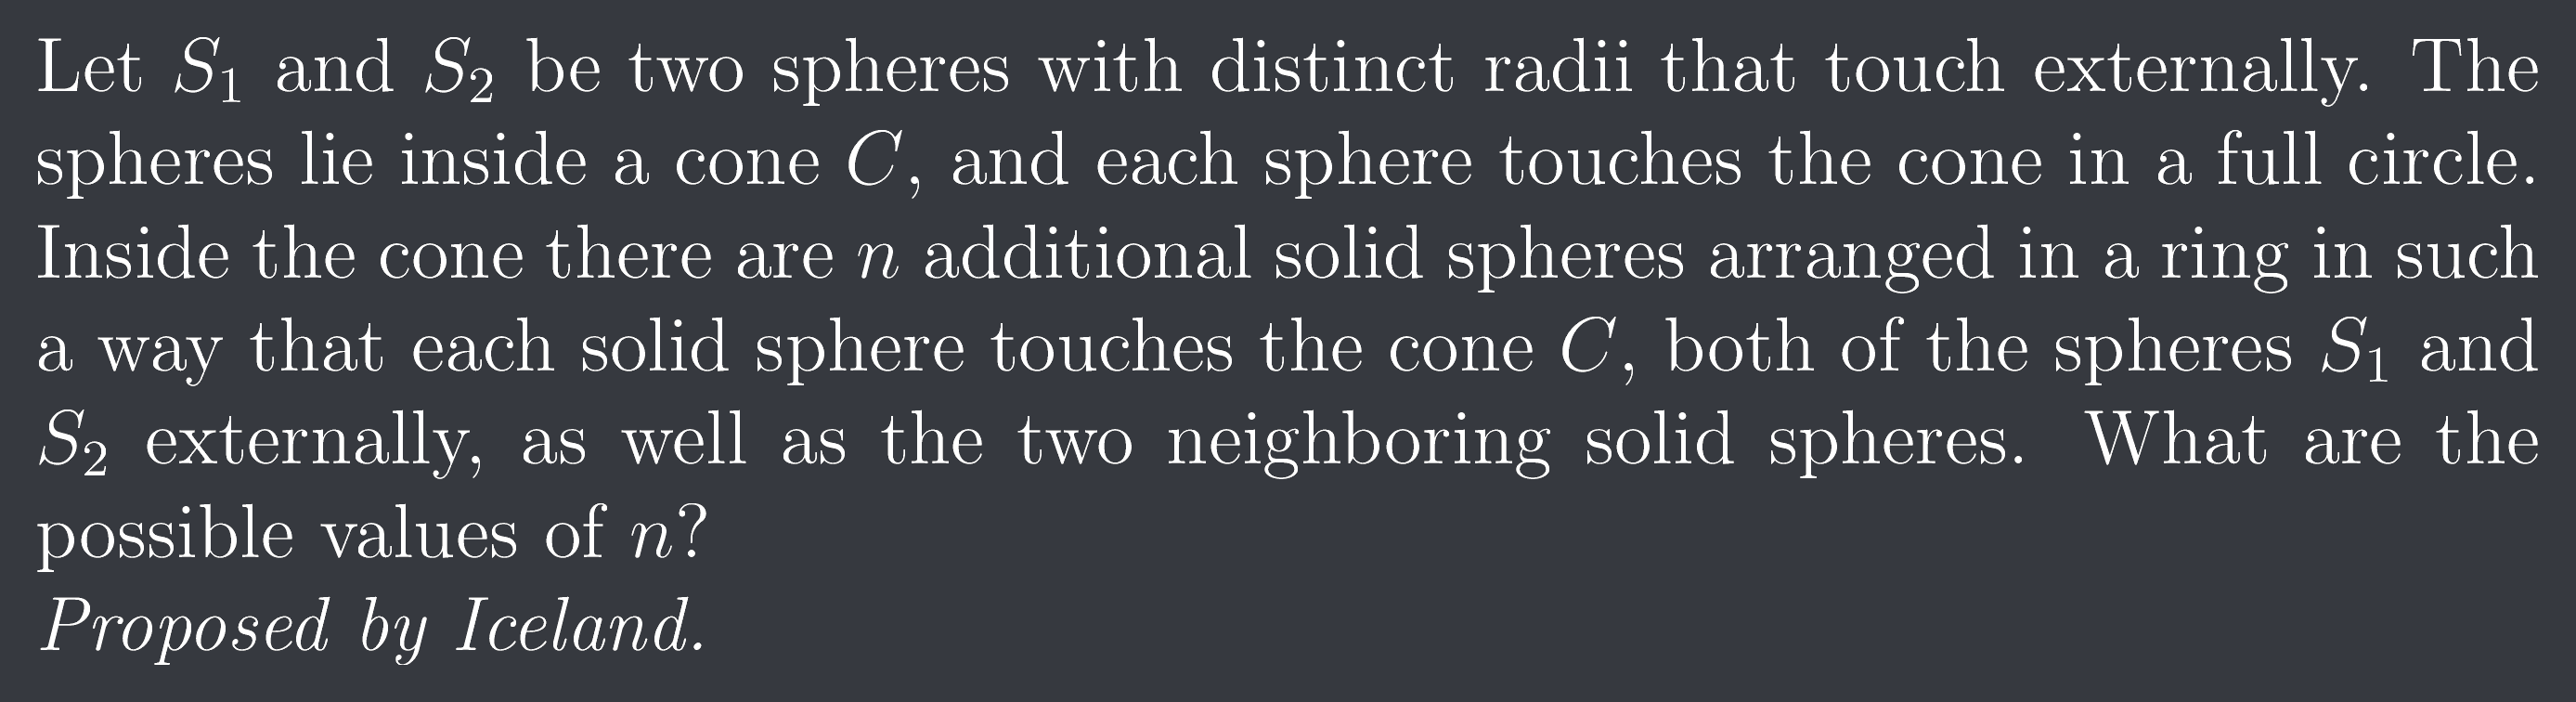 Let $S_1$ and $S_2$ be two spheres with distinct radii that touch externally. The
spheres lie inside a cone $C$, and each sphere touches the cone in a full circle.
Inside the cone there are $n$ additional solid spheres arranged in a ring in such
a way that each solid sphere touches the cone $C$, both of the spheres $S_1$ and
$S_2$ externally, as well as the two neighboring solid spheres. What are the
possible values of $n$?
Proposed by Iceland.